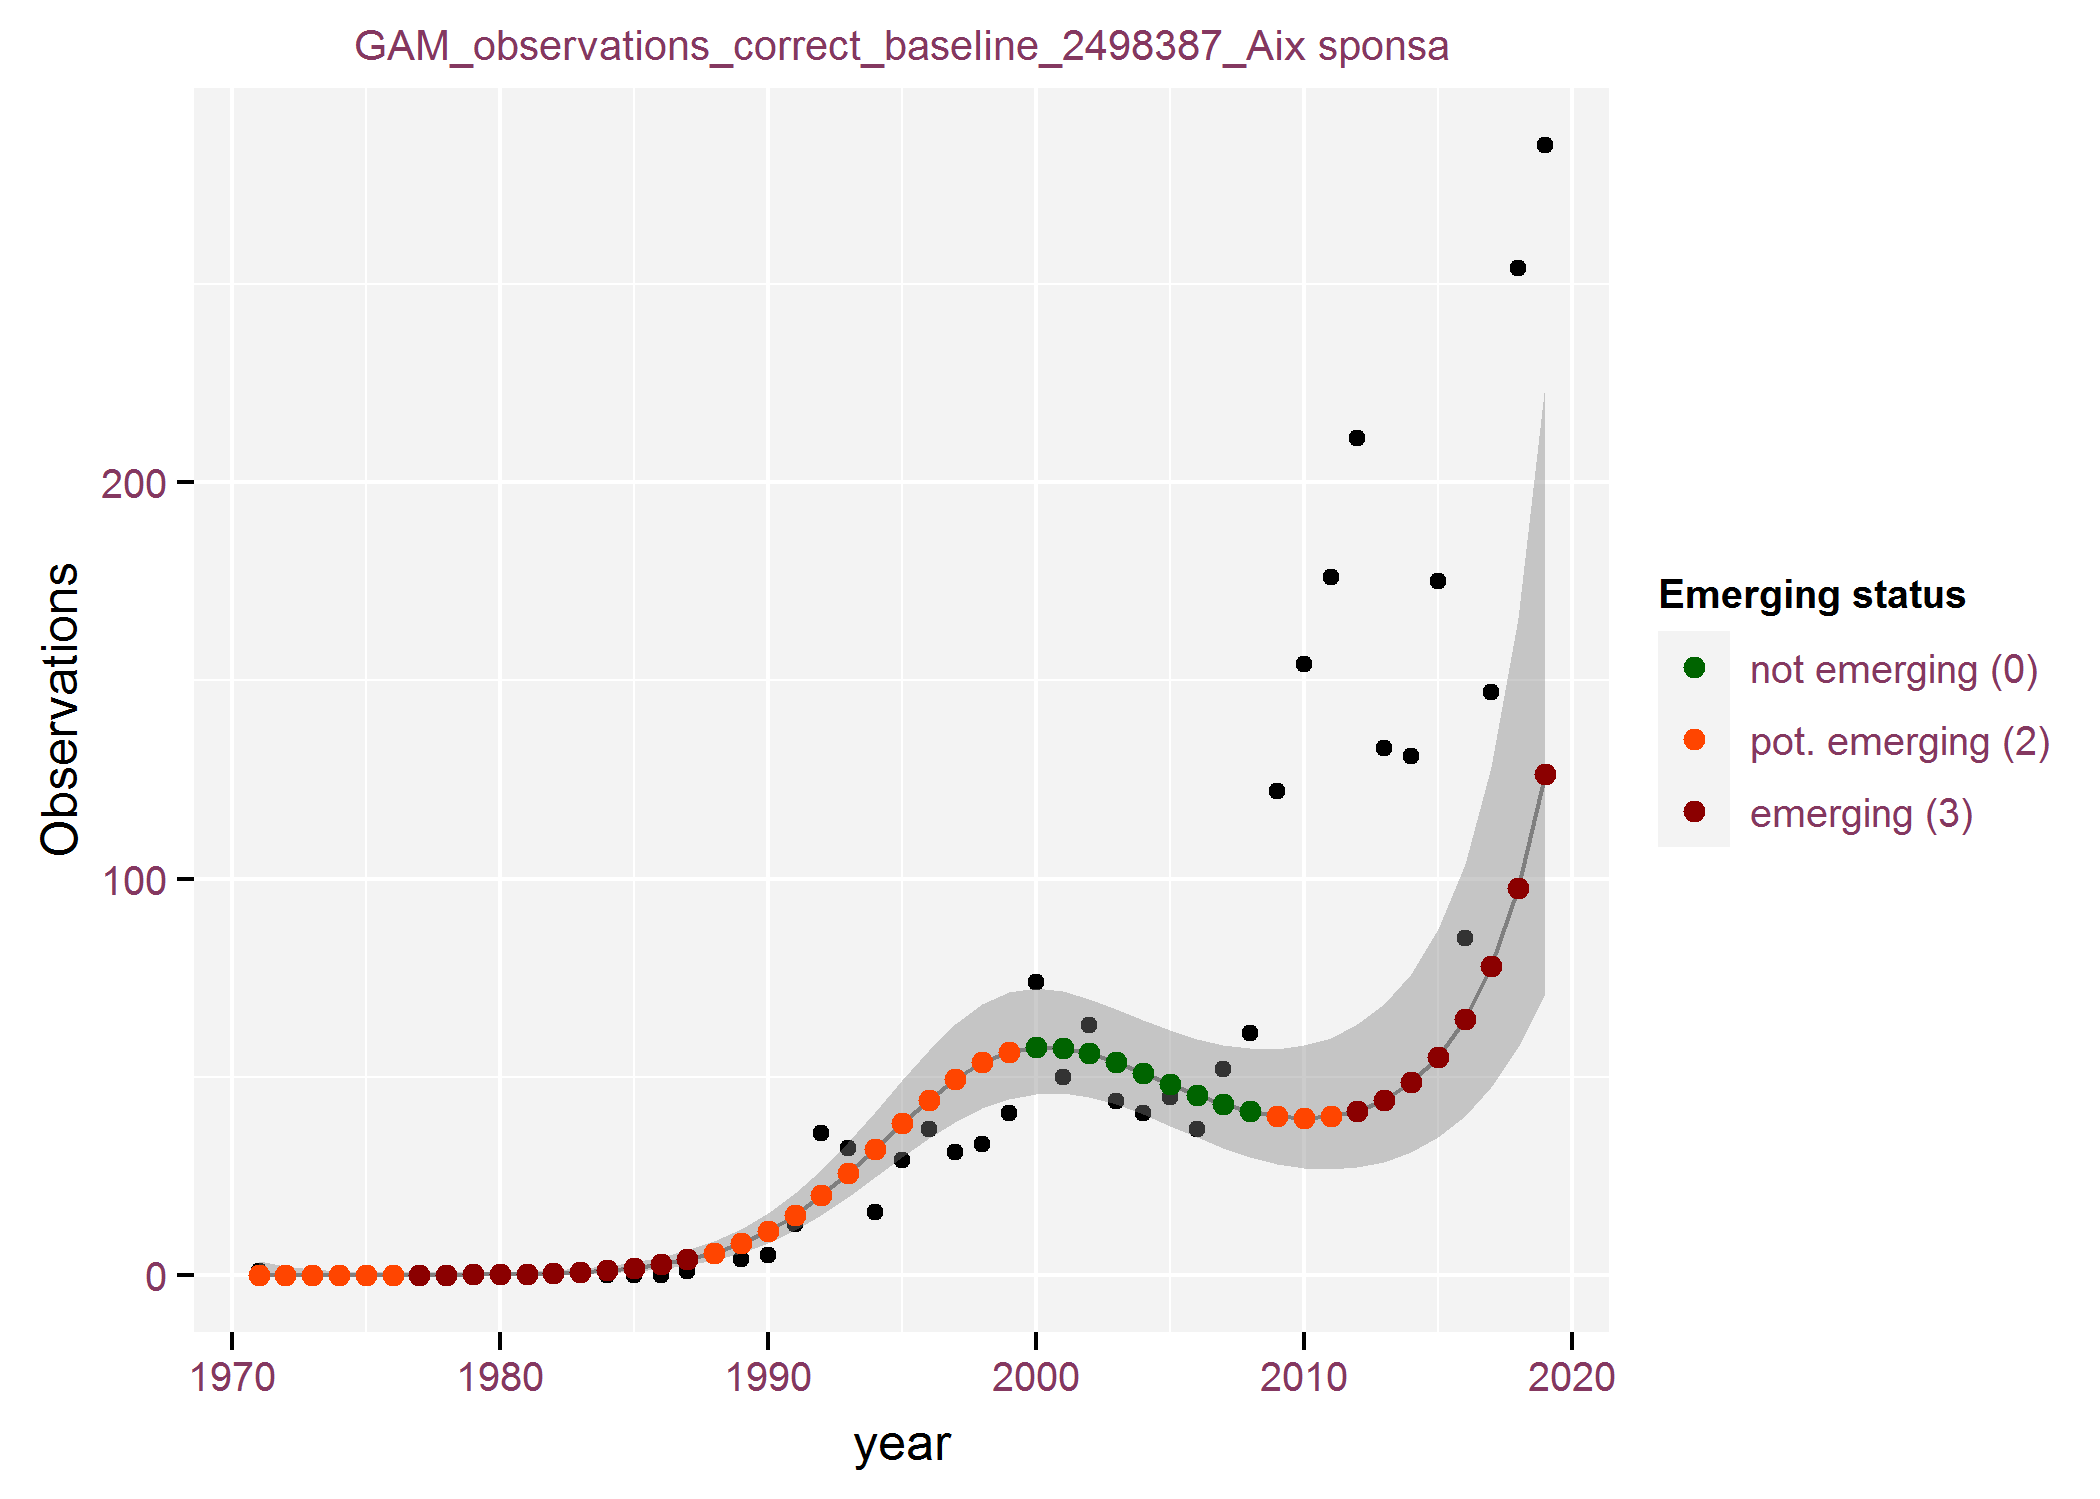 GAM_observations_correct_baseline_2498387_Aix sponsa
Observations
200
100
0
1970
1980
1990
2000
2010
2020
year
Emerging status
not emerging (0)
pot. emerging (2)
emerging (3)